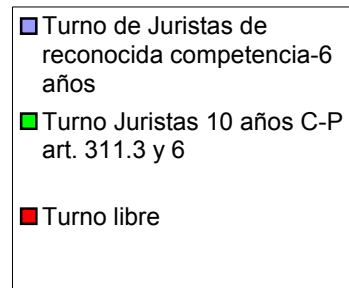 Turno de Juristas de
reconocida competencia-6
años
Turno Juristas 10 años C-P
art. 311.3 y 6
Turno libre